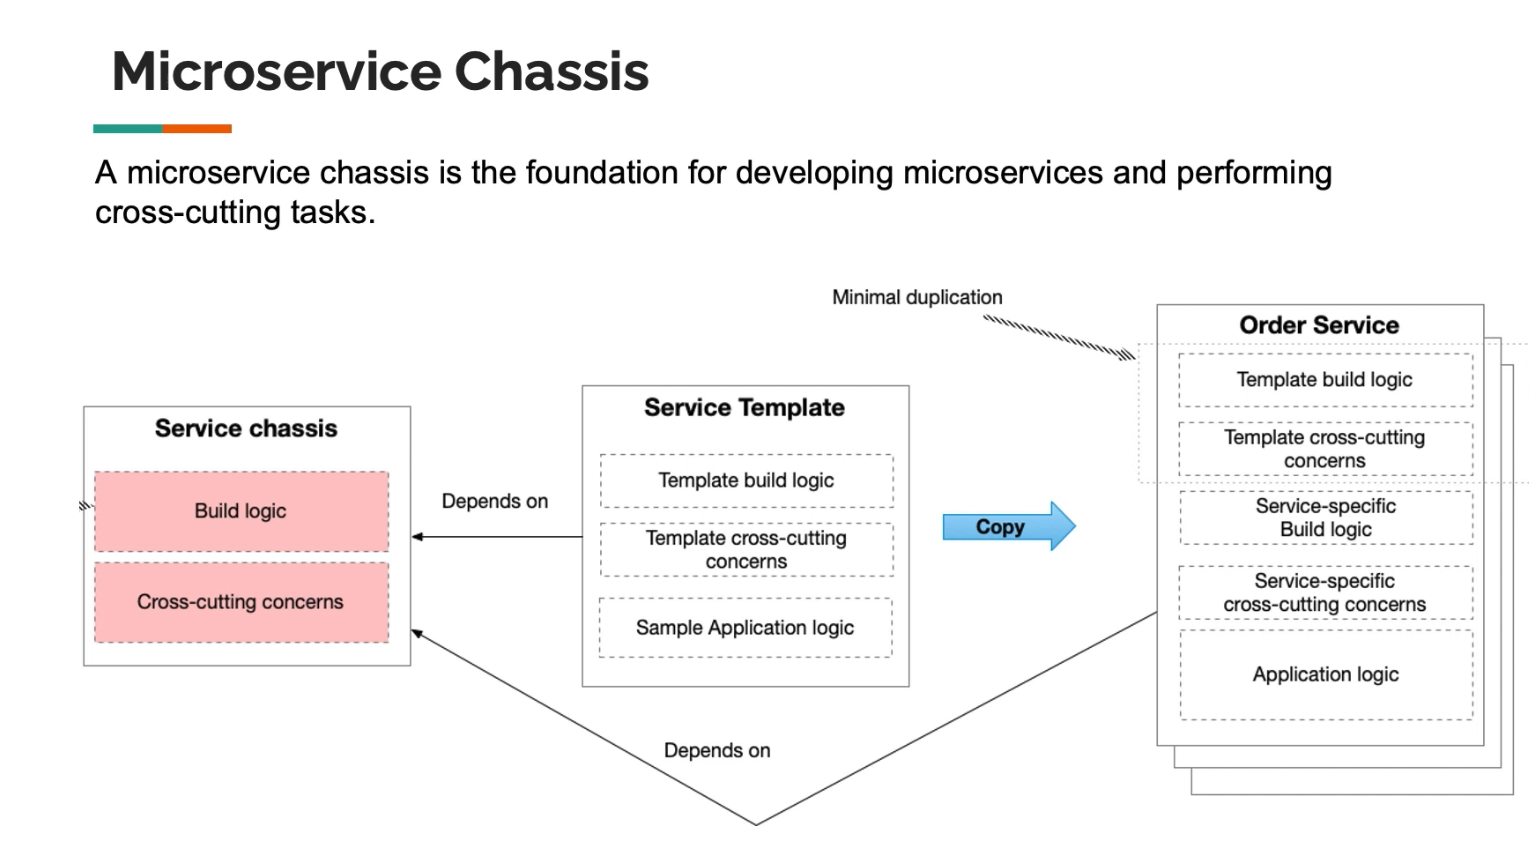 Microservice Chassis
A microservice chassis is the foundation for developing microservices and performing
cross-cutting tasks.
Minimal duplication
Service chassis
Build logic
Cross-cutting concerns
Depends on
Service Template
Template build logic
Template cross-cutting
concerns
Sample Application logic
Copy
Order Service
Template build logic
Template cross-cutting
concerns
Service-specific
Build logic
Service-specific
cross-cutting concerns
Application logic
Depends on